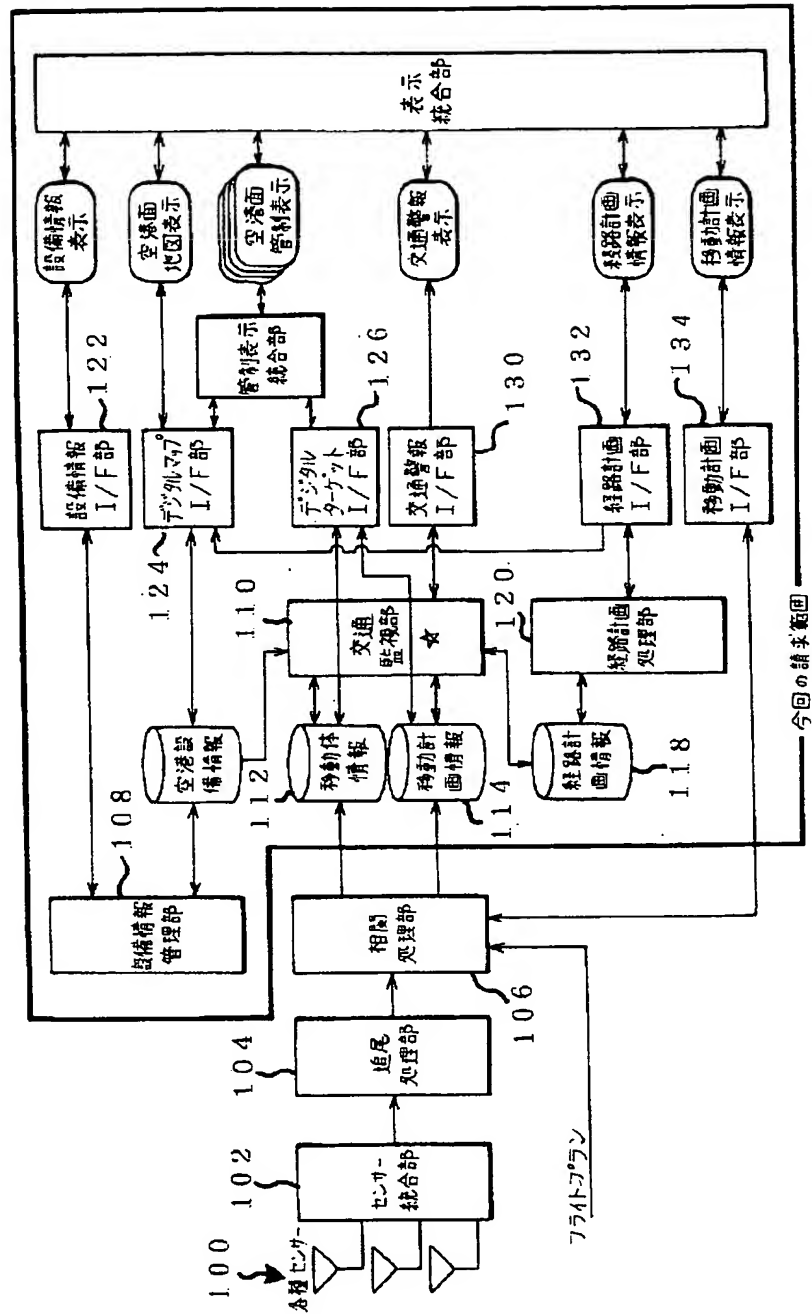 表示
統合部
設備情報
表示
空港面
地図表示
空港面
管制表示
交通警報
表示
経路計画
情報表示
移動計画
情報表示
管制表示
統合部
122
126
130
132
134
設備情報
I/F部
デジタルマップ
I/F部
デジタル
ターゲット
I/F部
交通警報
I/F部
経路計画
I/F部
移動計画
I/F部
124
110
120
交通
監視部
☆
経路計画
処理部
空港設
備情報
移動体
情報
移動計
画情報
経路計
画情報
112
114
118
108
設備情報
管理部
相関
処理部
106
104
追尾
処理部
102
センサー
統合部
100
各種センサー
フライトプラン
今回の請求範囲